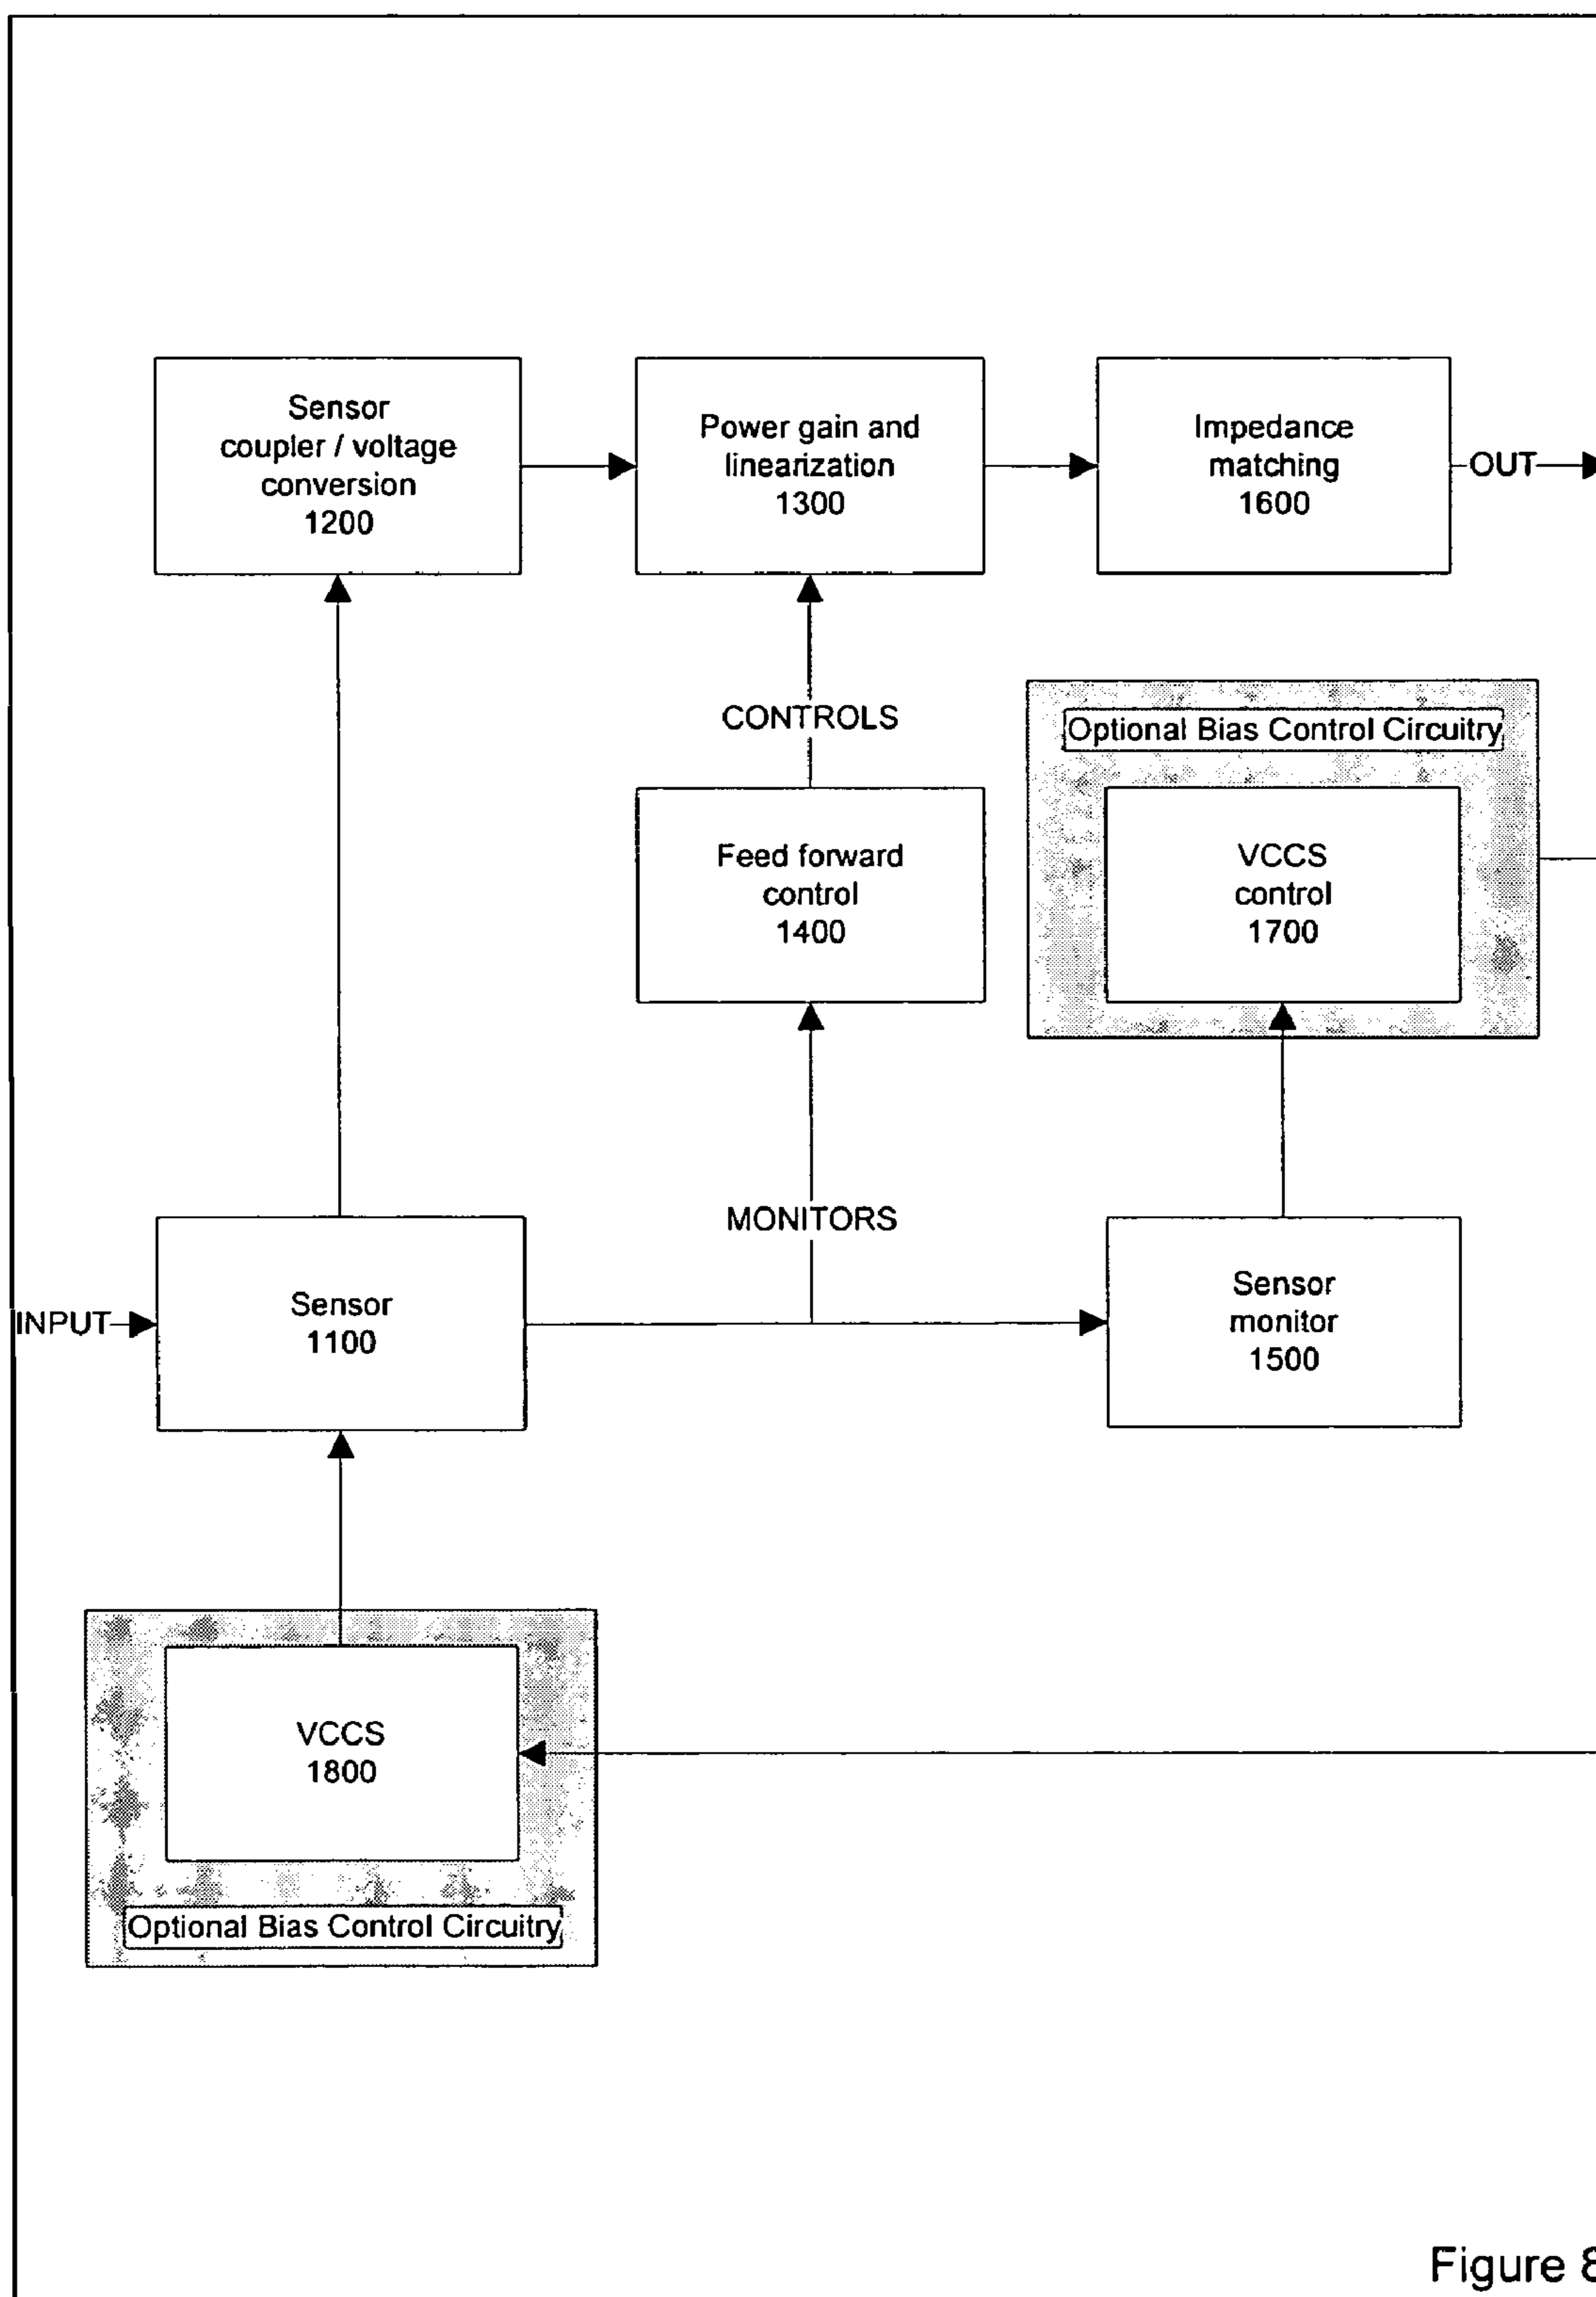 Sensor
coupler / voltage
conversion
1200
Power gain and
linearization
1300
Impedance
matching
1600
OUT
CONTROLS
Optional Bias Control Circuitry
Feed forward
control
1400
VCCS
control
1700
MONITORS
INPUT
Sensor
1100
Sensor
monitor
1500
VCCS
1800
Optional Bias Control Circuitry
Figure 8